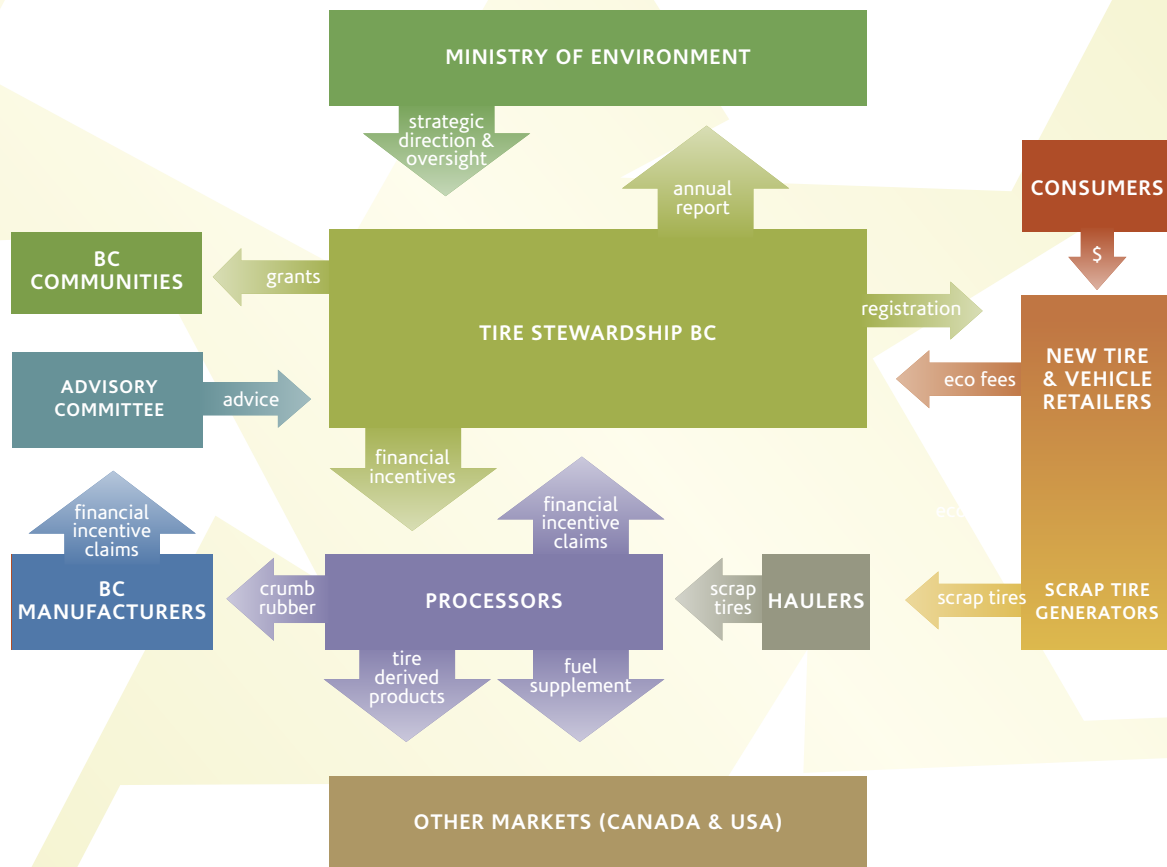 MINISTRY OF ENVIRONMENT
strategic
direction &
oversight
annual
report
CONSUMERS
$
BC
COMMUNITIES
grants
TIRE STEWARDSHIP BC
registration
eco fees
NEW TIRE
& VEHICLE
RETAILERS
ADVISORY
COMMITTEE
advice
financial
incentives
financial
incentive
claims
financial
incentive
claims
BC
MANUFACTURERS
crumb
rubber
PROCESSORS
scrap
tires
HAULERS
scrap tires
SCRAP TIRE
GENERATORS
tire
derived
products
fuel
supplement
OTHER MARKETS (CANADA & USA)